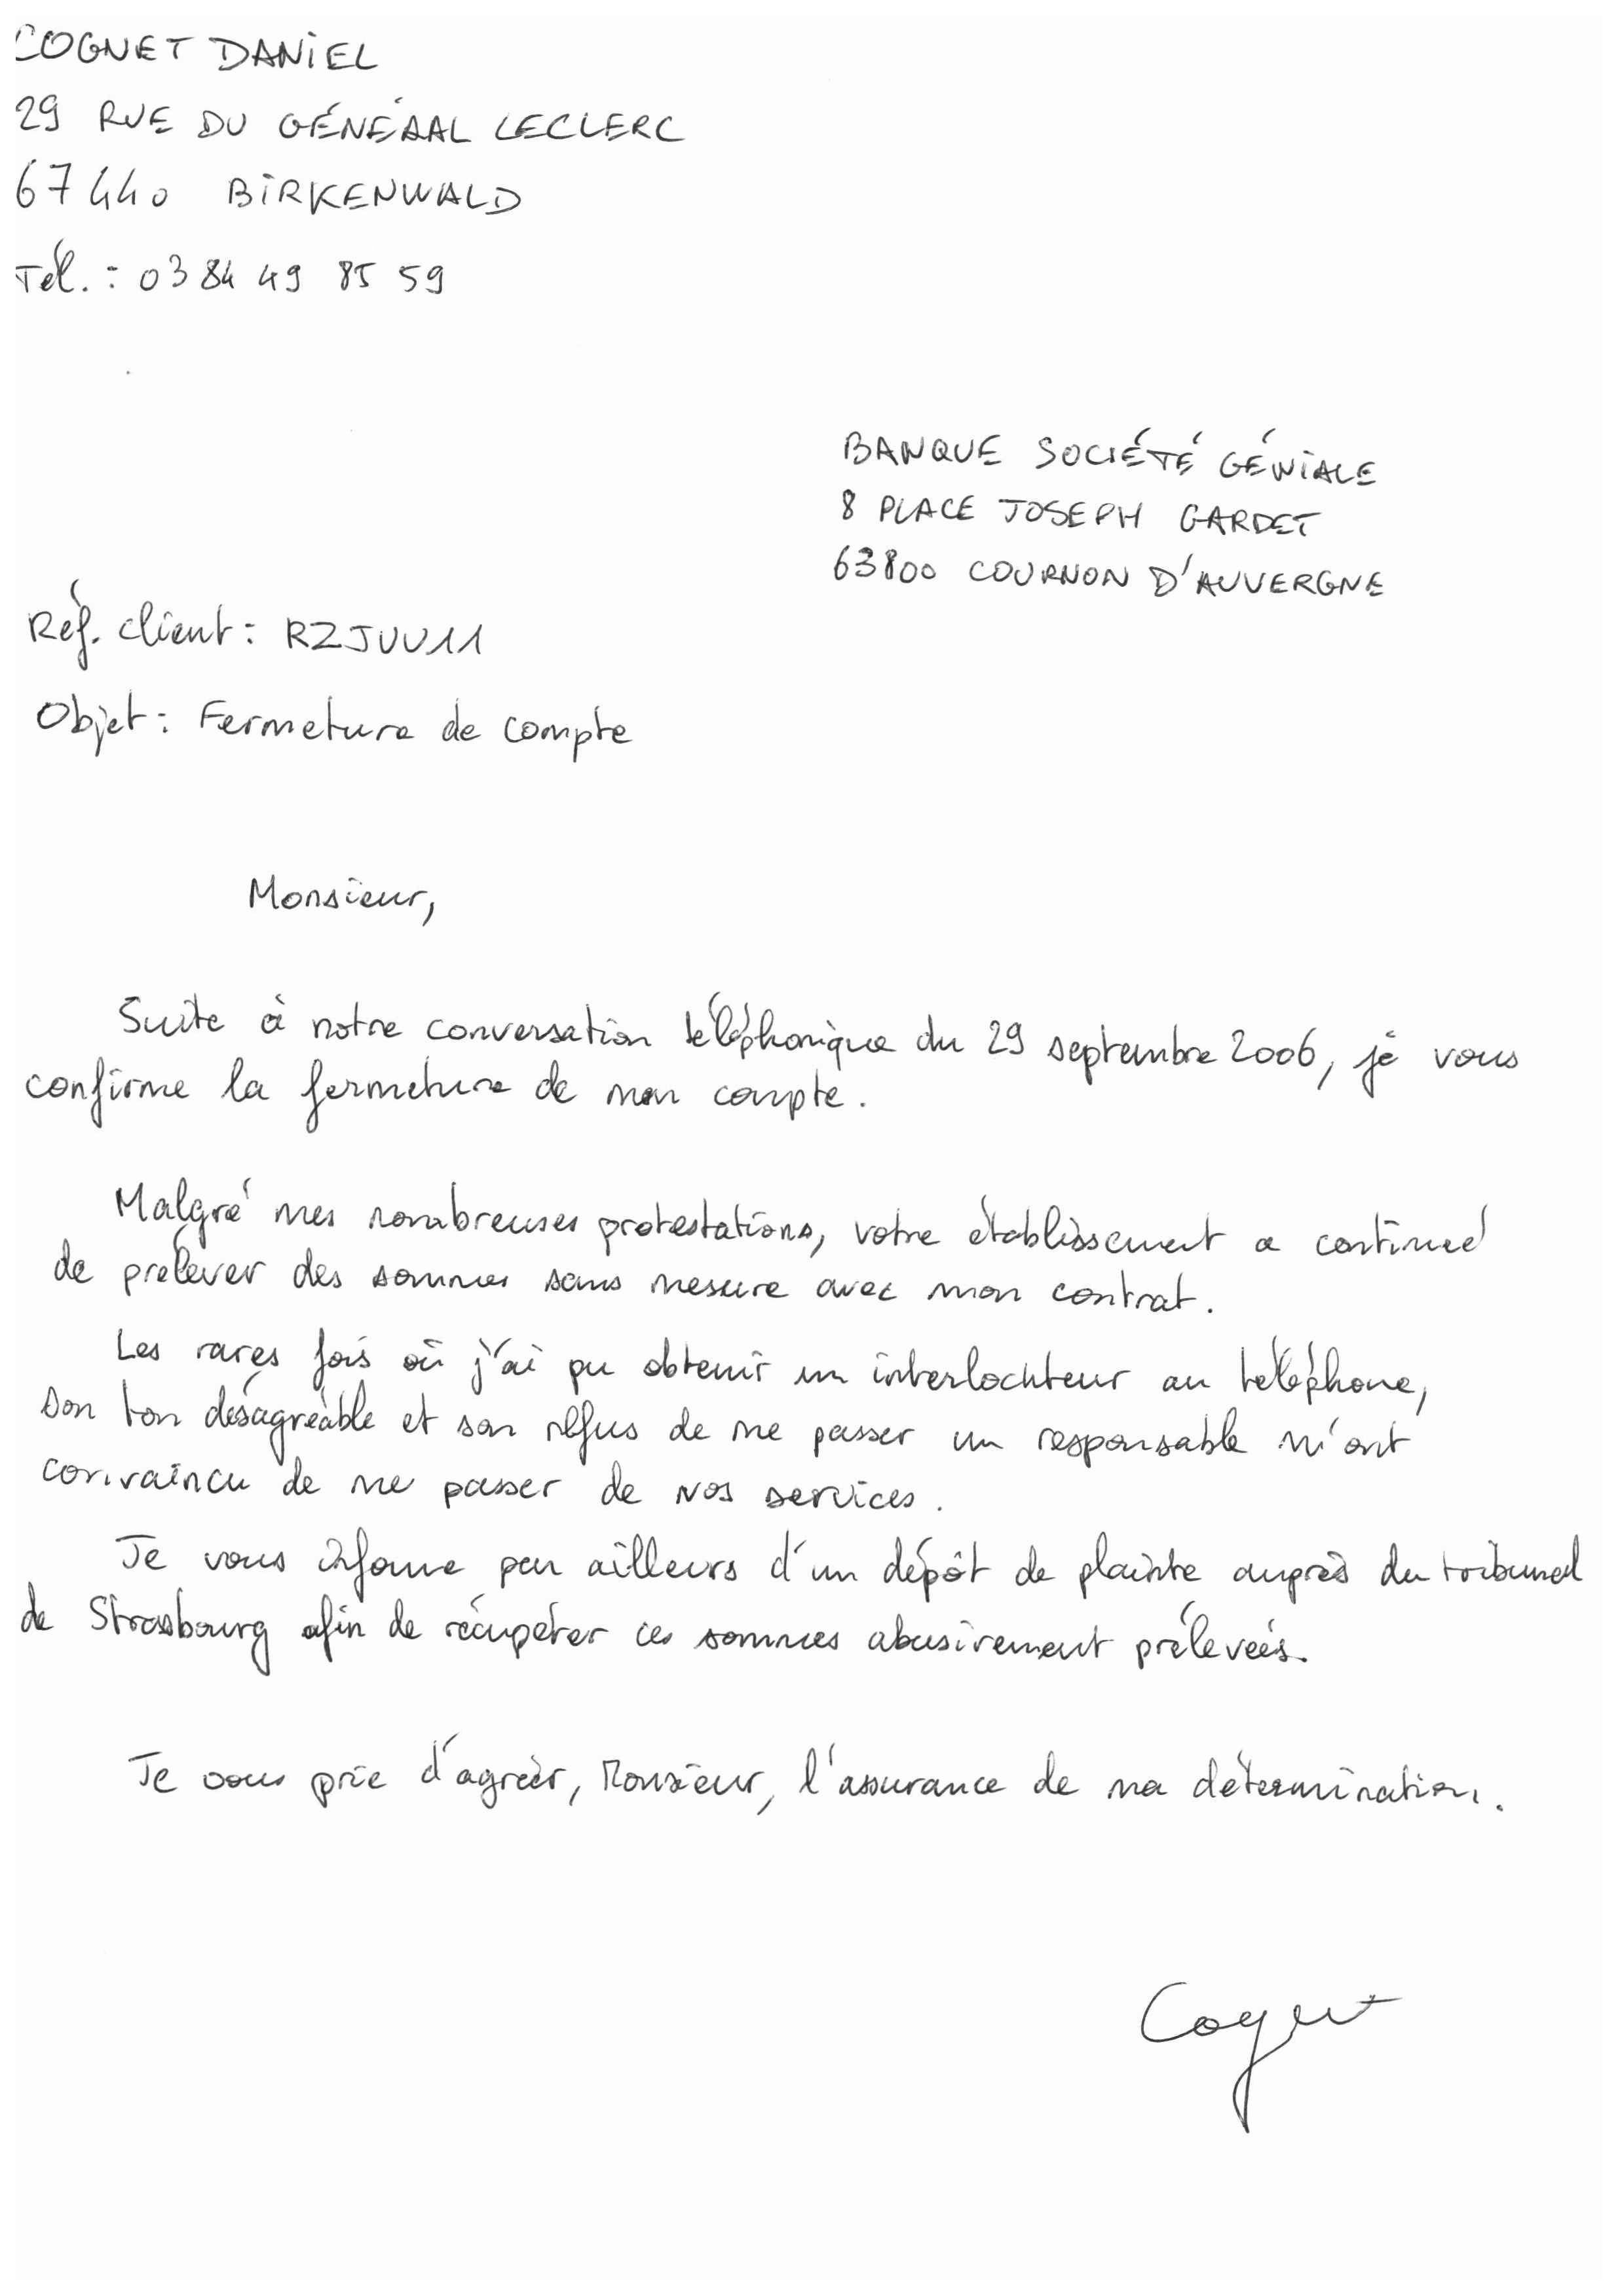 COGNET DANIEL
29 RUE DU GÉNÉRAL LECLERC
67440 BIRKENWALD
Tél. : 03 84 49 85 59
BANQUE SOCIÉTÉ GÉNIALE
8 PLACE JOSEPH GARDET
63800 COURNON D'AUVERGNE
Réf. client : RZJUU11
Objet : Fermeture de compte
Monsieur,
Suite à notre conversation téléphonique du 29 septembre 2006, je vous
confirme la fermeture de mon compte.
Malgré mes nombreuses protestations, votre établissement a continué
de prélever des sommes sans mesure avec mon contrat.
Les rares fois où j'ai pu obtenir un interlochteur au téléphone,
son ton désagréable et son refus de me passer un responsable m'ont
convaincu de me passer de vos services.
Je vous informe par ailleurs d'un dépôt de plainte auprès du tribunal
de Strasbourg afin de récupérer ces sommes abusivement prélevées.
Je vous prie d'agréer, Monsieur, l'assurance de ma détermination.
Cognet